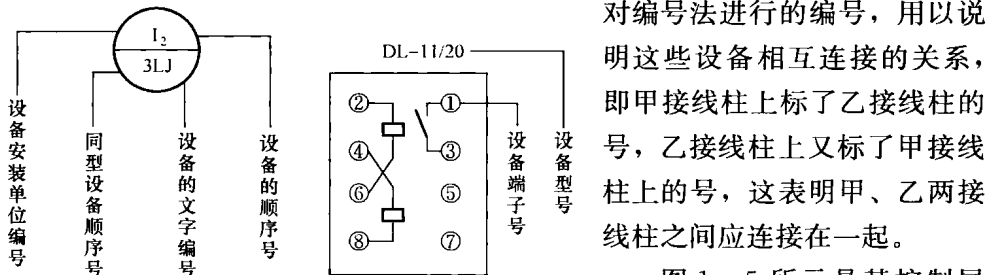 I₂
3LJ
设备安装单位编号
同型设备顺序号
设备的文字编号
设备的顺序号
DL-11/20
② ①
④ ③
⑥ ⑤
⑧ ⑦
设备端子号
设备型号
对编号法进行的编号，用以说
明这些设备相互连接的关系，
即甲接线柱上标了乙接线柱的
号，乙接线柱上又标了甲接线
柱上的号，这表明甲、乙两接
线柱之间应连接在一起。